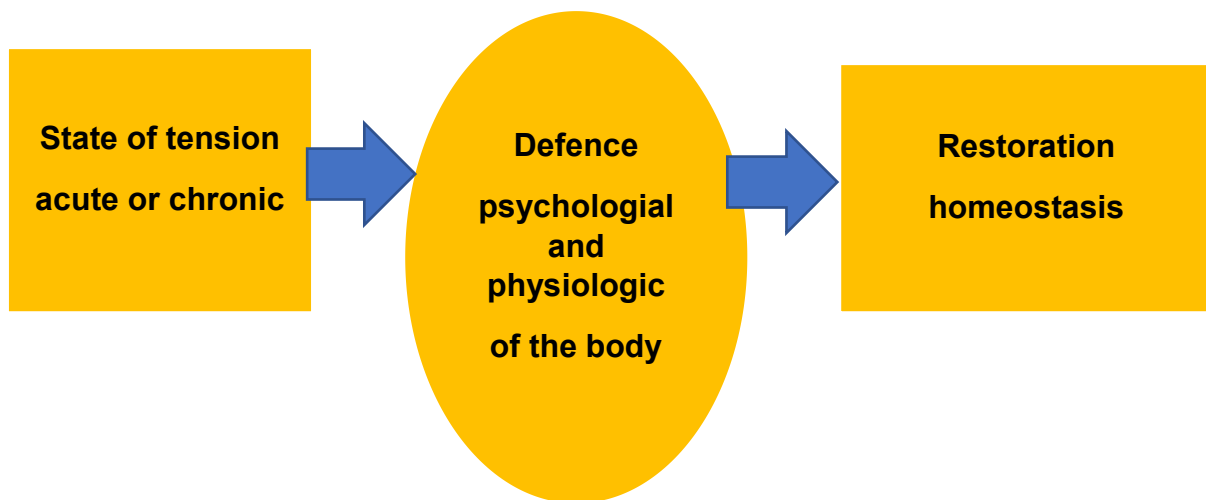 State of tension
acute or chronic
Defence
psychologial
and
physiologic
of the body
Restoration
homeostasis